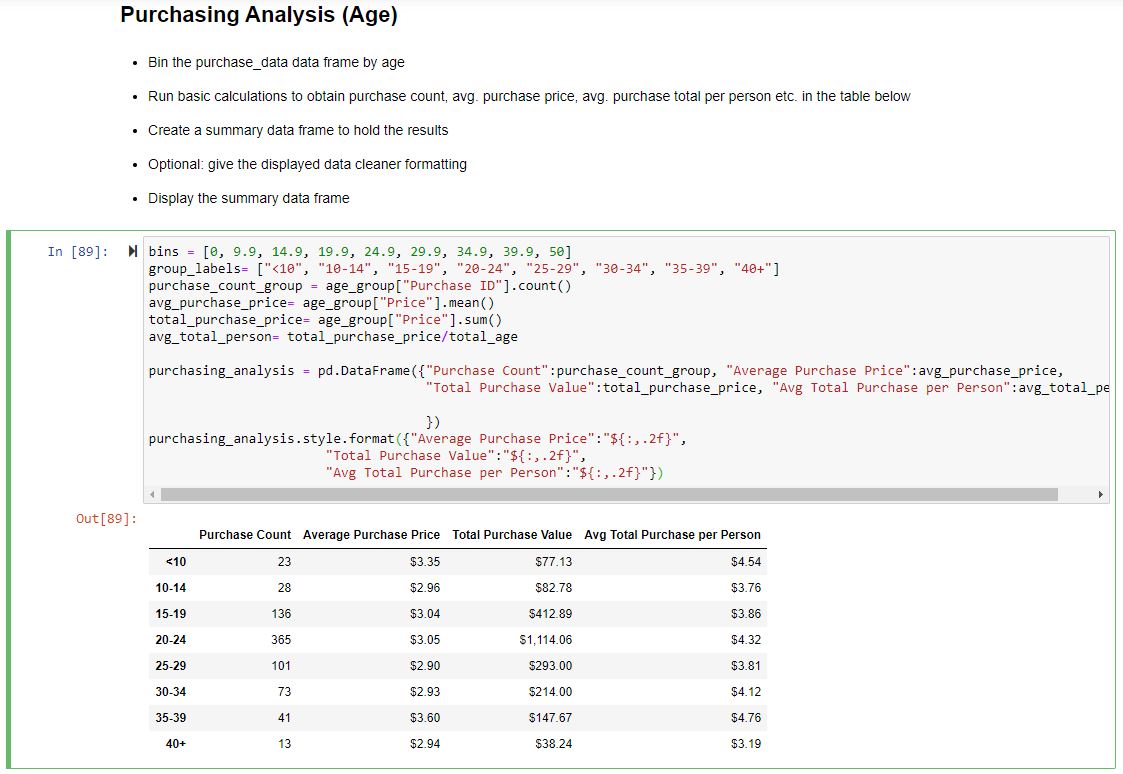 Purchasing Analysis (Age)
• Bin the purchase_data data frame by age
• Run basic calculations to obtain purchase count, avg. purchase price, avg. purchase total per person etc. in the table below
• Create a summary data frame to hold the results
• Optional: give the displayed data cleaner formatting
• Display the summary data frame
In [89]: bins = [0, 9.9, 14.9, 19.9, 24.9, 29.9, 34.9, 39.9, 50]
group_labels= ["<10", "10-14", "15-19", "20-24", "25-29", "30-34", "35-39", "40+"]
purchase_count_group = age_group["Purchase ID"].count()
avg_purchase_price= age_group["Price"].mean()
total_purchase_price= age_group["Price"].sum()
avg_total_person= total_purchase_price/total_age
purchasing_analysis = pd.DataFrame({"Purchase Count":purchase_count_group, "Average Purchase Price":avg_purchase_price,
"Total Purchase Value":total_purchase_price, "Avg Total Purchase per Person":avg_total_pe
})
purchasing_analysis.style.format({"Average Purchase Price":"${:,.2f}",
"Total Purchase Value":"${:,.2f}",
"Avg Total Purchase per Person":"${:,.2f}"})
Out[89]:
Purchase Count Average Purchase Price Total Purchase Value Avg Total Purchase per Person
<10 23 $3.35 $77.13 $4.54
10-14 28 $2.96 $82.78 $3.76
15-19 136 $3.04 $412.89 $3.86
20-24 365 $3.05 $1,114.06 $4.32
25-29 101 $2.90 $293.00 $3.81
30-34 73 $2.93 $214.00 $4.12
35-39 41 $3.60 $147.67 $4.76
40+ 13 $2.94 $38.24 $3.19